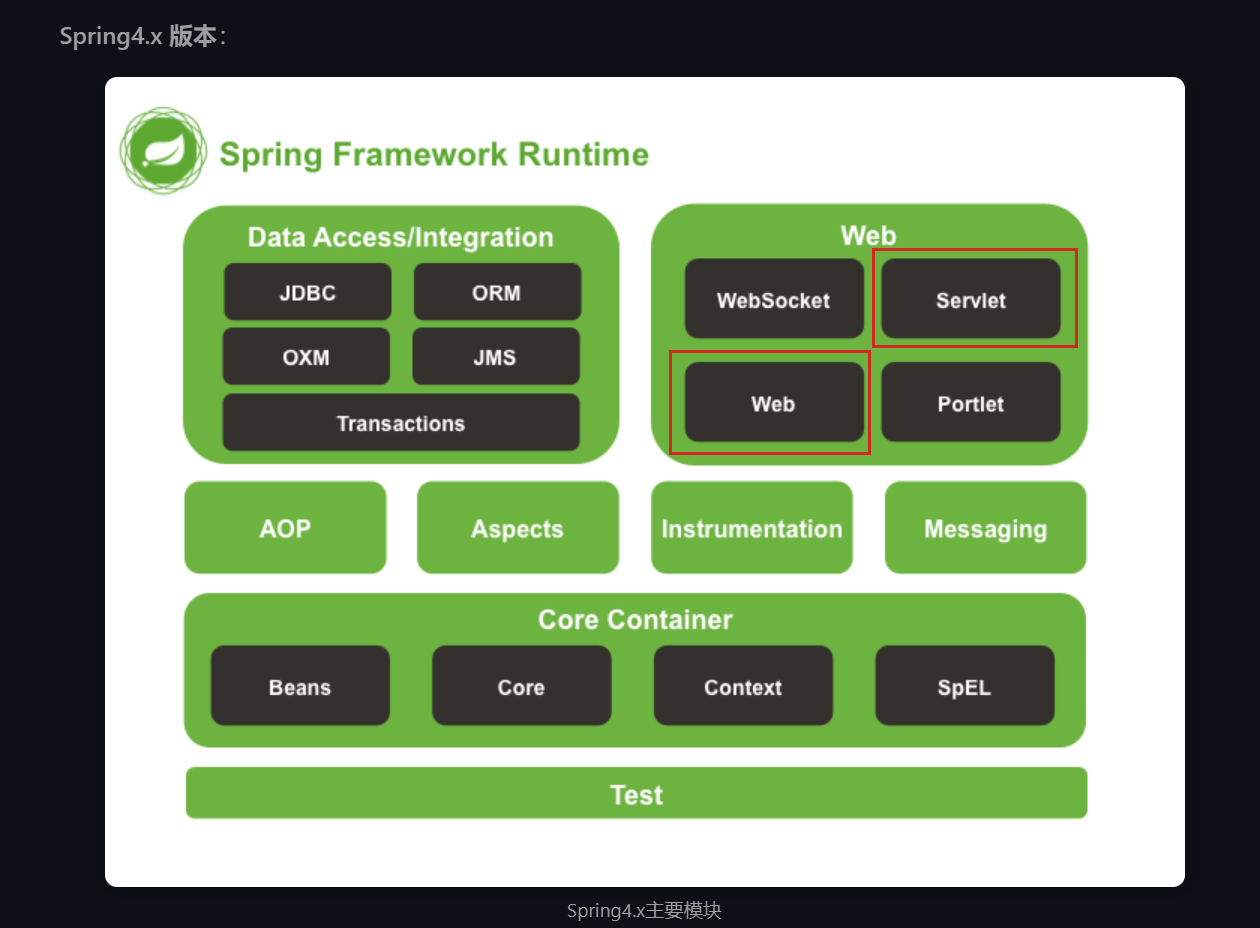 Spring4.x 版本：
Spring Framework Runtime
Data Access/Integration
JDBC
ORM
OXM
JMS
Transactions
Web
WebSocket
Servlet
Web
Portlet
AOP
Aspects
Instrumentation
Messaging
Core Container
Beans
Core
Context
SpEL
Test
Spring4.x主要模块